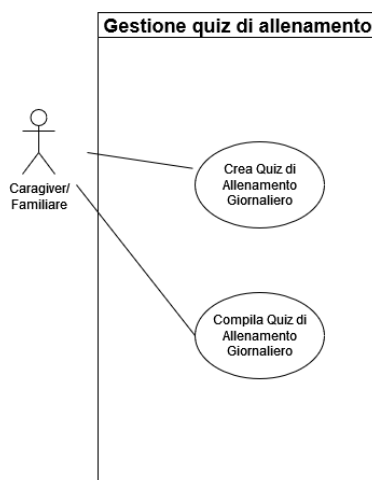 Gestione quiz di allenamento
Crea Quiz di
Allenamento
Giornaliero
Caragiver/
Familiare
Compila Quiz di
Allenamento
Giornaliero